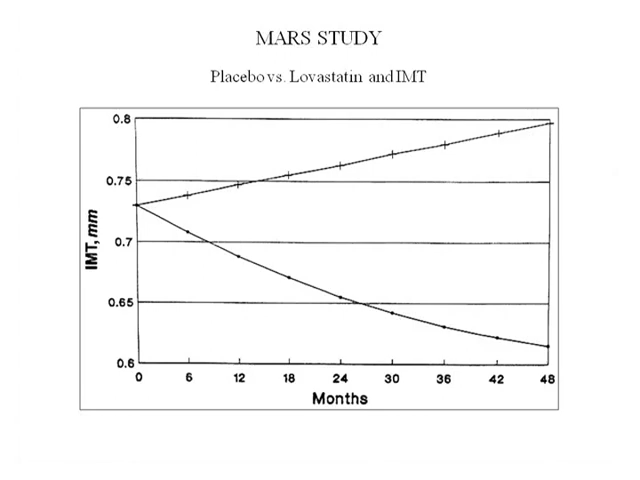 MARS STUDY
Placebo vs. Lovastatin and IMT
0.8
0.75
0.7
0.65
0.6
IMT, mm
0 6 12 18 24 30 36 42 48
Months